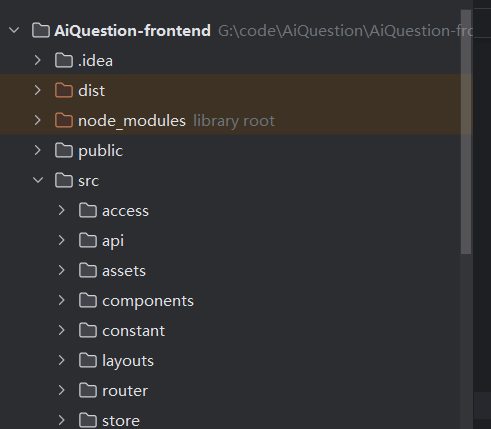 AiQuestion-frontend G:\code\AiQuestion\AiQuestion-fro
.idea
dist
node_modules library root
public
src
access
api
assets
components
constant
layouts
router
store